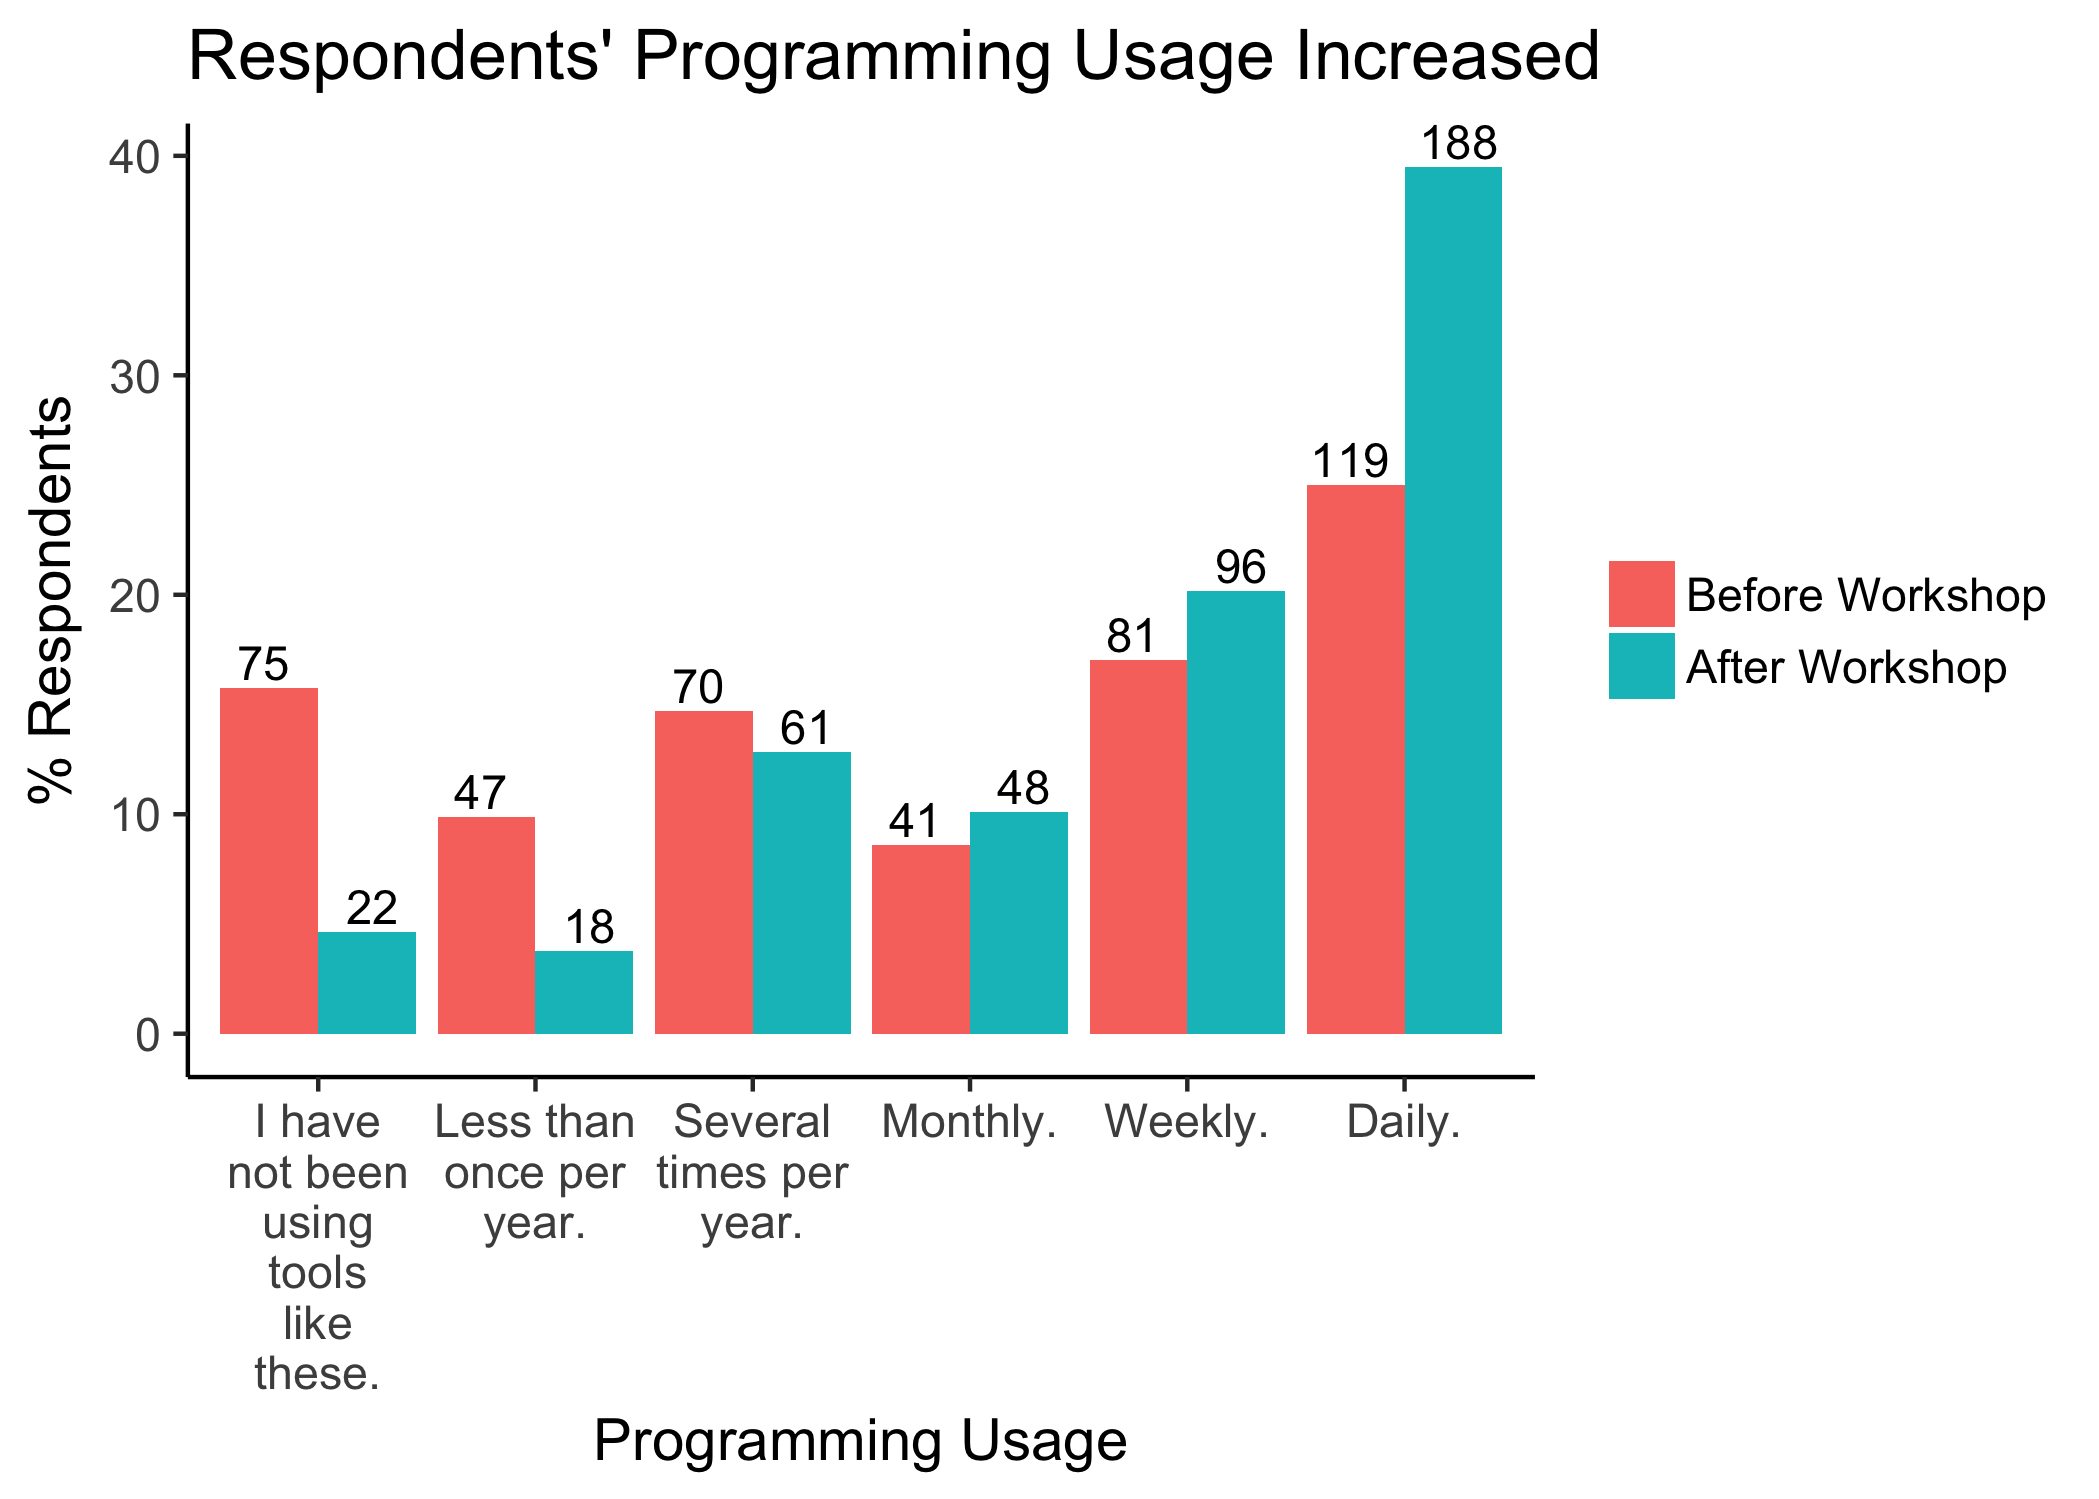 Respondents' Programming Usage Increased
% Respondents
40
30
20
10
0
75
22
47
18
70
61
41
48
81
96
119
188
I have
not been
using
tools
like
these.
Less than
once per
year.
Several
times per
year.
Monthly.
Weekly.
Daily.
Programming Usage
Before Workshop
After Workshop